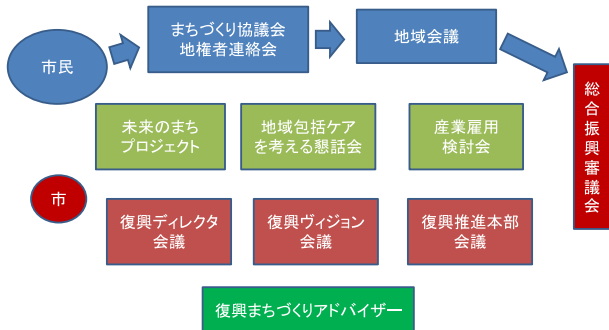 市民
まちづくり協議会
地権者連絡会
地域会議
総合振興審議会
未来のまち
プロジェクト
地域包括ケア
を考える懇話会
産業雇用
検討会
市
復興ディレクタ
会議
復興ヴィジョン
会議
復興推進本部
会議
復興まちづくりアドバイザー